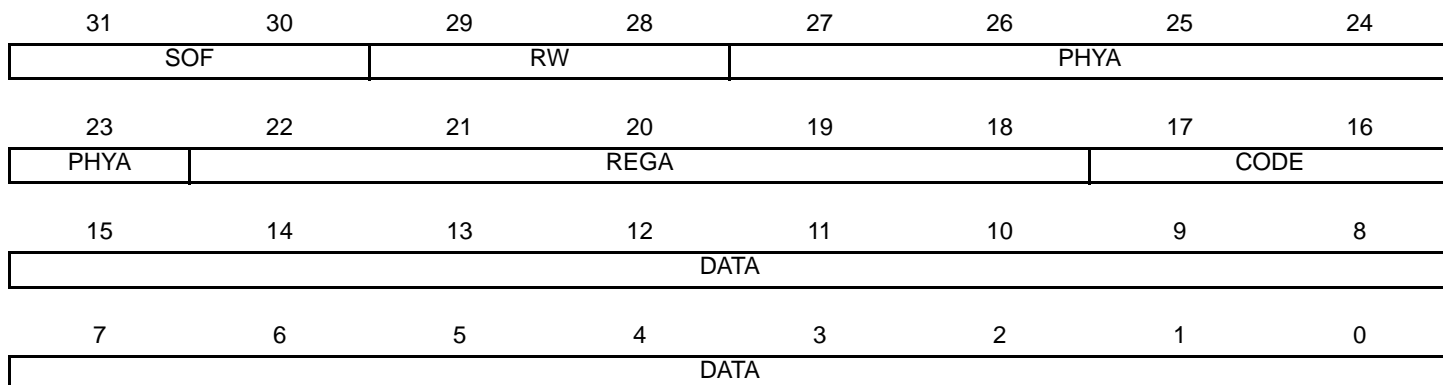 31 30 29 28 27 26 25 24
SOF RW PHYA
23 22 21 20 19 18 17 16
PHYA REGA CODE
15 14 13 12 11 10 9 8
DATA
7 6 5 4 3 2 1 0
DATA